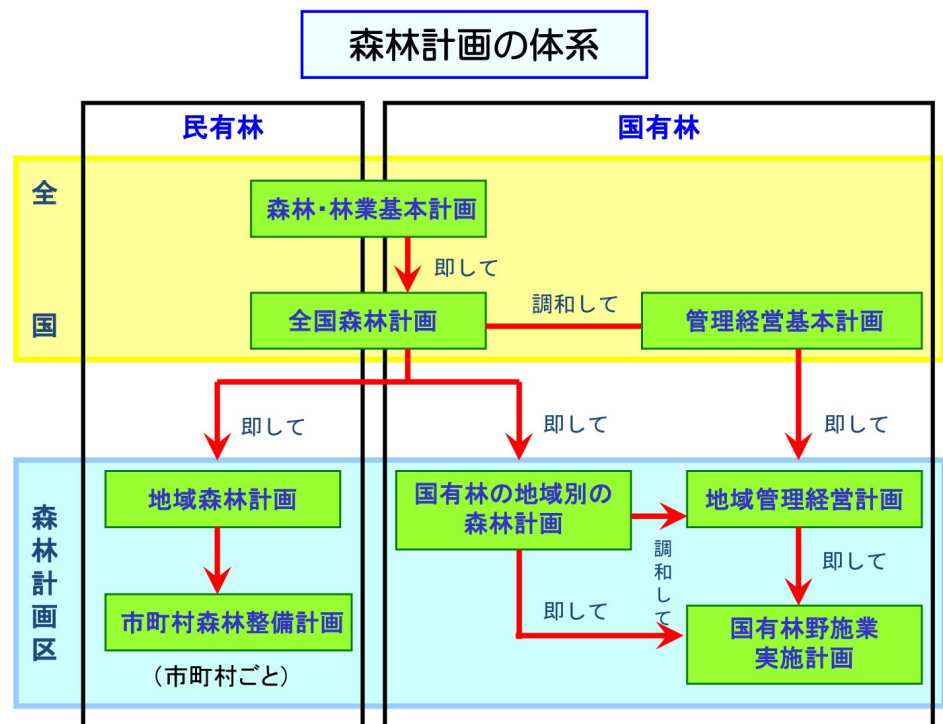 森林計画の体系
民有林
国有林
全国
森林・林業基本計画
即して
全国森林計画
調和して
管理経営基本計画
即して
即して
即して
森林計画区
地域森林計画
国有林の地域別の
森林計画
地域管理経営計画
調和して
即して
市町村森林整備計画
(市町村ごと)
即して
国有林野施業
実施計画